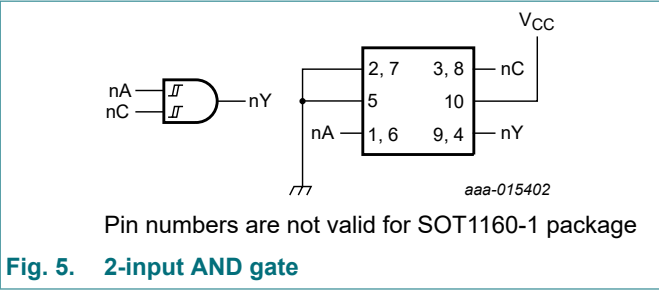 V_CC
2, 7 3, 8 nC
nA nY 5 10
nC
nA 1, 6 9, 4 nY
aaa-015402
Pin numbers are not valid for SOT1160-1 package
Fig. 5. 2-input AND gate